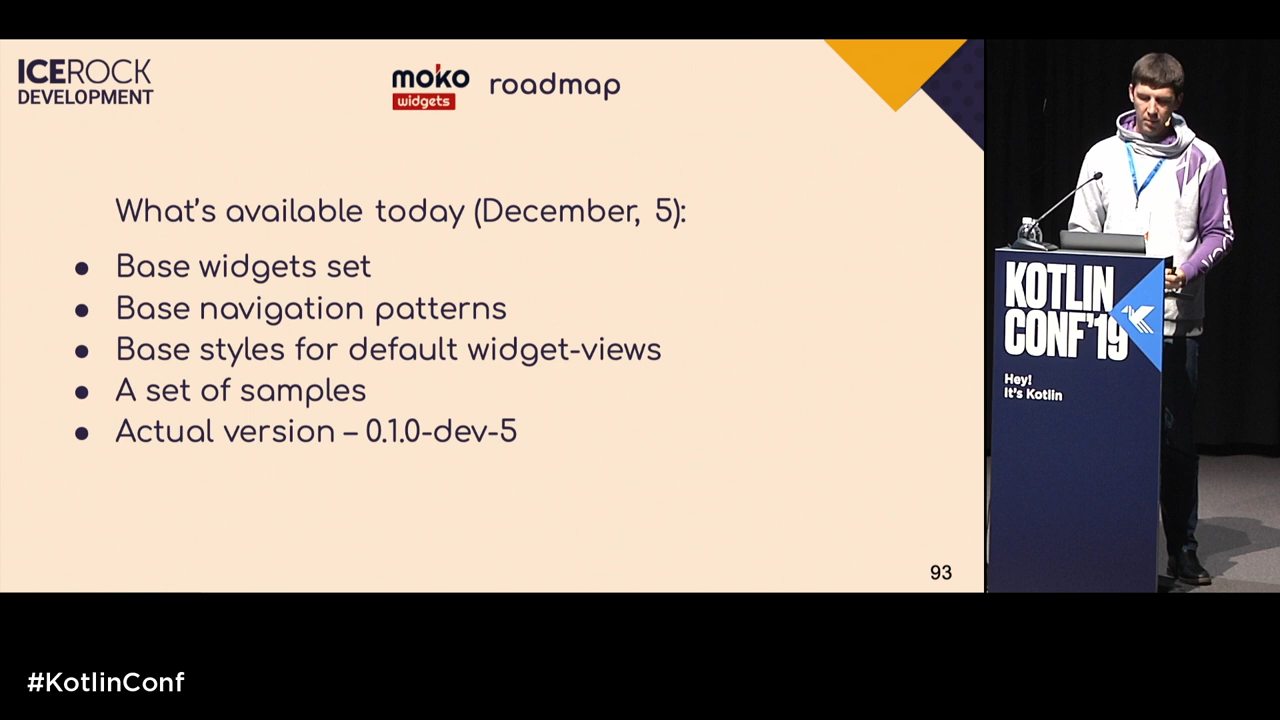 ICEROCK
DEVELOPMENT
moko
widgets
roadmap
What's available today (December, 5):
● Base widgets set
● Base navigation patterns
● Base styles for default widget-views
● A set of samples
● Actual version – 0.1.0-dev-5
93
KOTLIN
CONF'19
Hey!
It's Kotlin
#KotlinConf